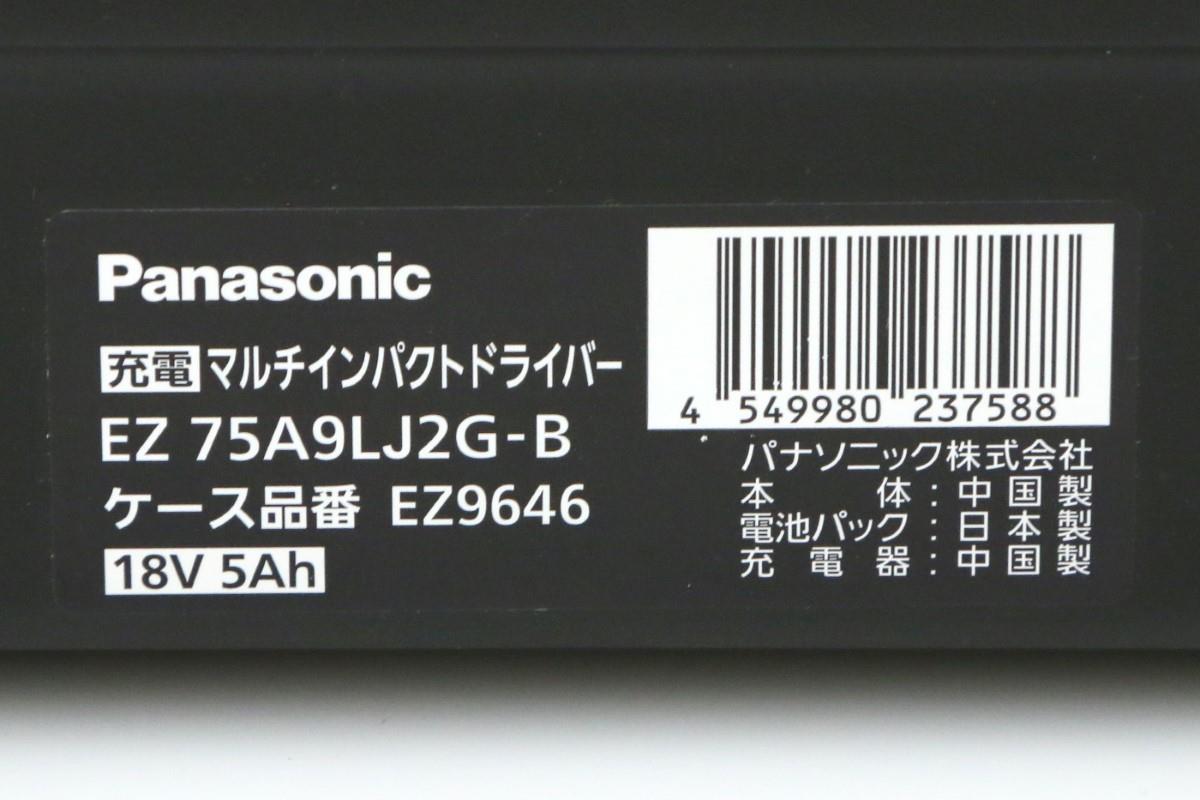 Panasonic
充電 マルチインパクトドライバー
EZ 75A9LJ2G-B
ケース品番 EZ9646
18V 5Ah
4 549980 237588
パナソニック株式会社
本体：中国製
電池パック：日本製
充電器：中国製